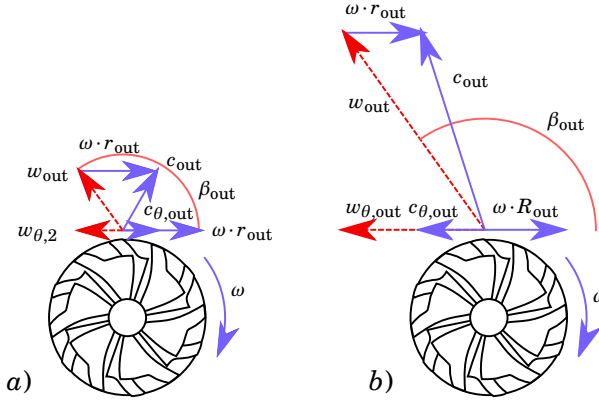 ω·r_out
w_out
c_out
β_out
c_θ,out
w_θ,2
ω·r_out
ω
a)
ω·r_out
c_out
w_out
β_out
w_θ,out
c_θ,out
ω·R_out
ω
b)